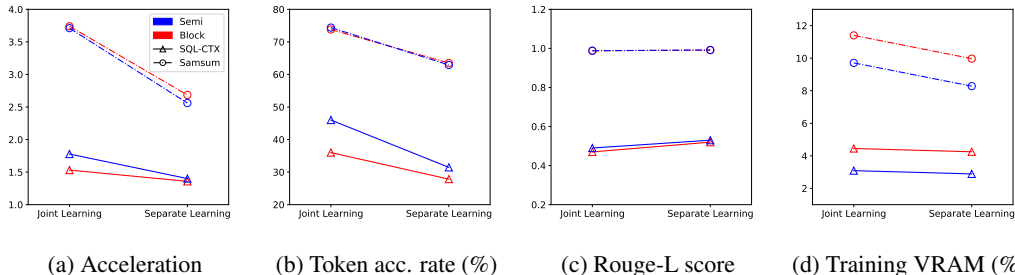 4.0
3.5
3.0
2.5
2.0
1.5
1.0
Semi
Block
SQL-CTX
Samsum
Joint Learning
Separate Learning
(a) Acceleration
80
70
60
50
40
30
20
Joint Learning
Separate Learning
(b) Token acc. rate (%)
1.2
1.0
0.8
0.6
0.4
0.2
Joint Learning
Separate Learning
(c) Rouge-L score
12
10
8
6
4
2
Joint Learning
Separate Learning
(d) Training VRAM (%